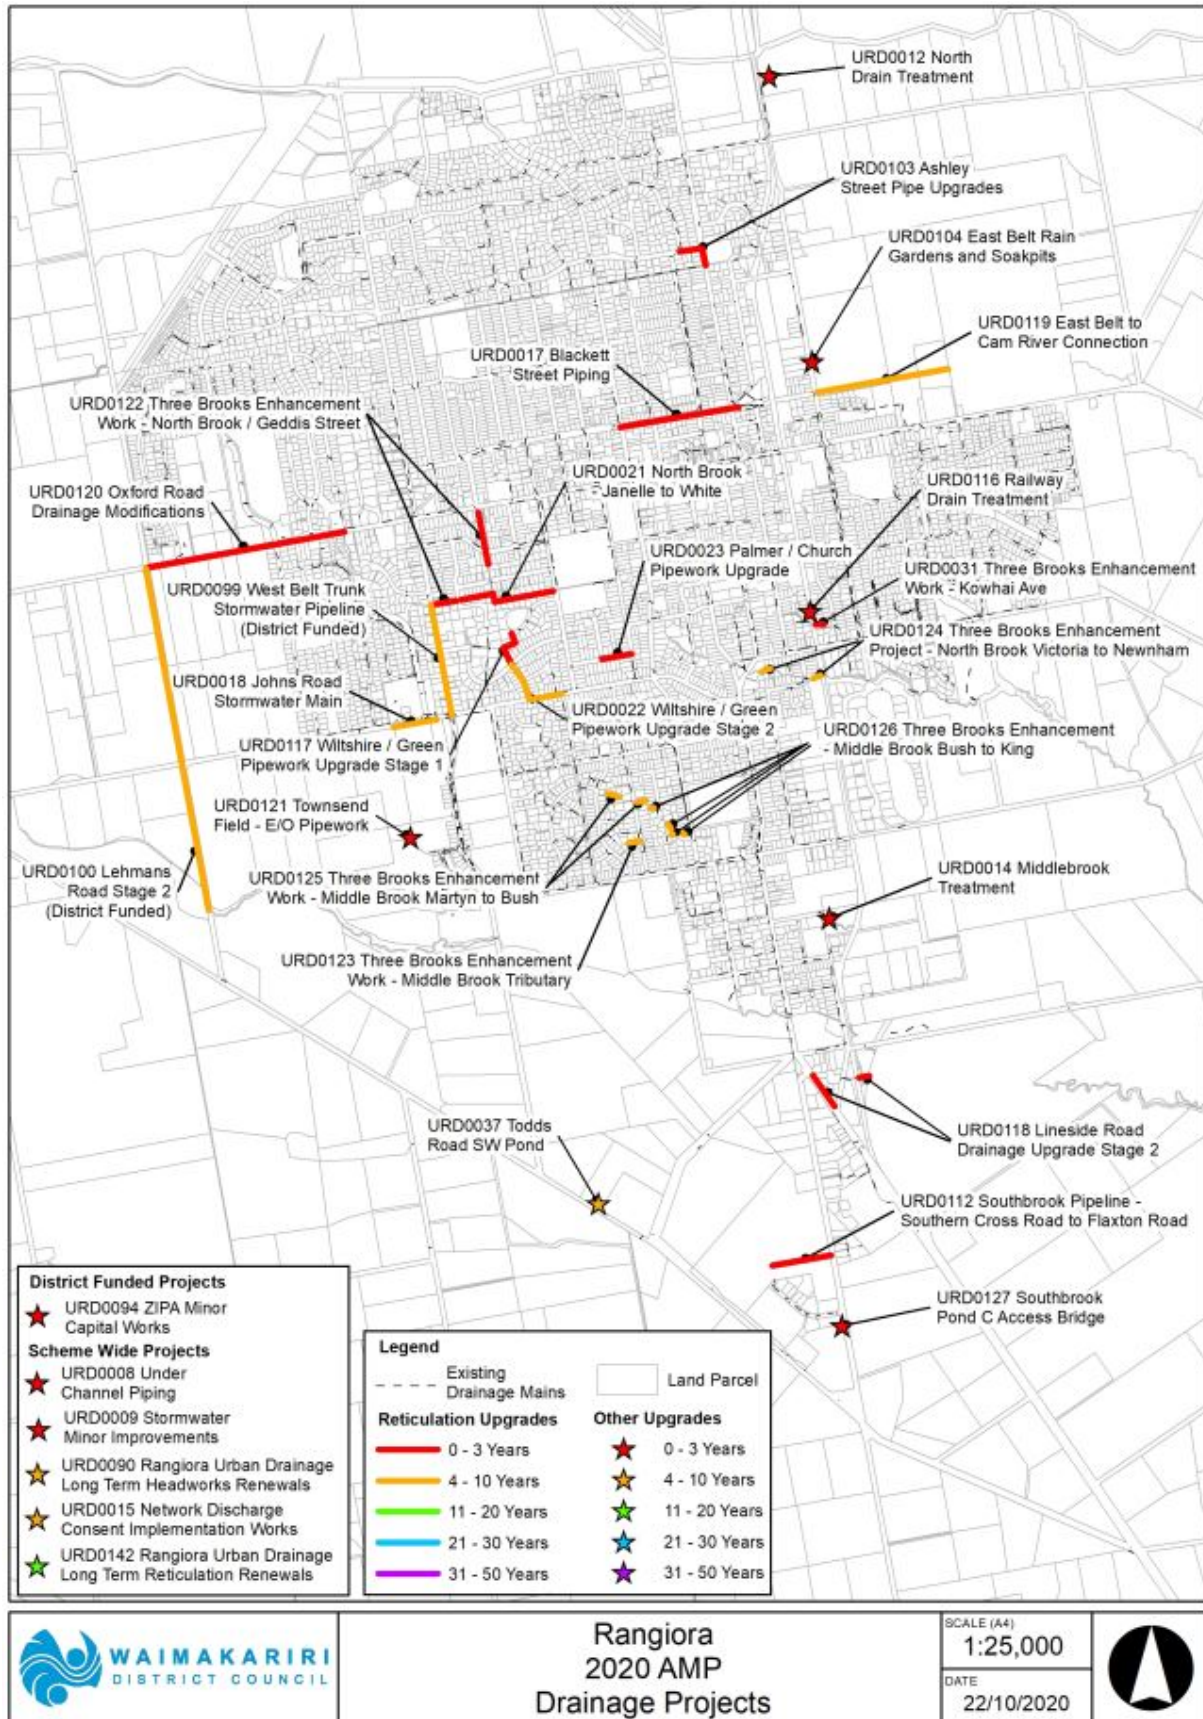 URD0012 North
Drain Treatment
URD0103 Ashley
Street Pipe Upgrades
URD0104 East Belt Rain
Gardens and Soakpits
URD0119 East Belt to
Cam River Connection
URD0017 Blackett
Street Piping
URD0122 Three Brooks Enhancement
Work - North Brook / Geddis Street
URD0021 North Brook
- Janelle to White
URD0116 Railway
Drain Treatment
URD0120 Oxford Road
Drainage Modifications
URD0023 Palmer / Church
Pipework Upgrade
URD0031 Three Brooks Enhancement
Work - Kowhai Ave
URD0099 West Belt Trunk
Stormwater Pipeline
(District Funded)
URD0124 Three Brooks Enhancement
Project - North Brook Victoria to Newnham
URD0018 Johns Road
Stormwater Main
URD0022 Wiltshire / Green
Pipework Upgrade Stage 2
URD0126 Three Brooks Enhancement
- Middle Brook Bush to King
URD0117 Wiltshire / Green
Pipework Upgrade Stage 1
URD0121 Townsend
Field - E/O Pipework
URD0100 Lehmans
Road Stage 2
(District Funded)
URD0125 Three Brooks Enhancement
Work - Middle Brook Martyn to Bush
URD0014 Middlebrook
Treatment
URD0123 Three Brooks Enhancement
Work - Middle Brook Tributary
URD0037 Todds
Road SW Pond
URD0118 Lineside Road
Drainage Upgrade Stage 2
URD0112 Southbrook Pipeline -
Southern Cross Road to Flaxton Road
URD0127 Southbrook
Pond C Access Bridge
District Funded Projects
URD0094 ZIPA Minor
Capital Works
Scheme Wide Projects
URD0008 Under
Channel Piping
URD0009 Stormwater
Minor Improvements
URD0090 Rangiora Urban Drainage
Long Term Headworks Renewals
URD0015 Network Discharge
Consent Implementation Works
URD0142 Rangiora Urban Drainage
Long Term Reticulation Renewals
Legend
Existing
Drainage Mains
Land Parcel
Reticulation Upgrades
0 - 3 Years
4 - 10 Years
11 - 20 Years
21 - 30 Years
31 - 50 Years
Other Upgrades
0 - 3 Years
4 - 10 Years
11 - 20 Years
21 - 30 Years
31 - 50 Years
WAIMAKARIRI
DISTRICT COUNCIL
Rangiora
2020 AMP
Drainage Projects
SCALE (A4)
1:25,000
DATE
22/10/2020